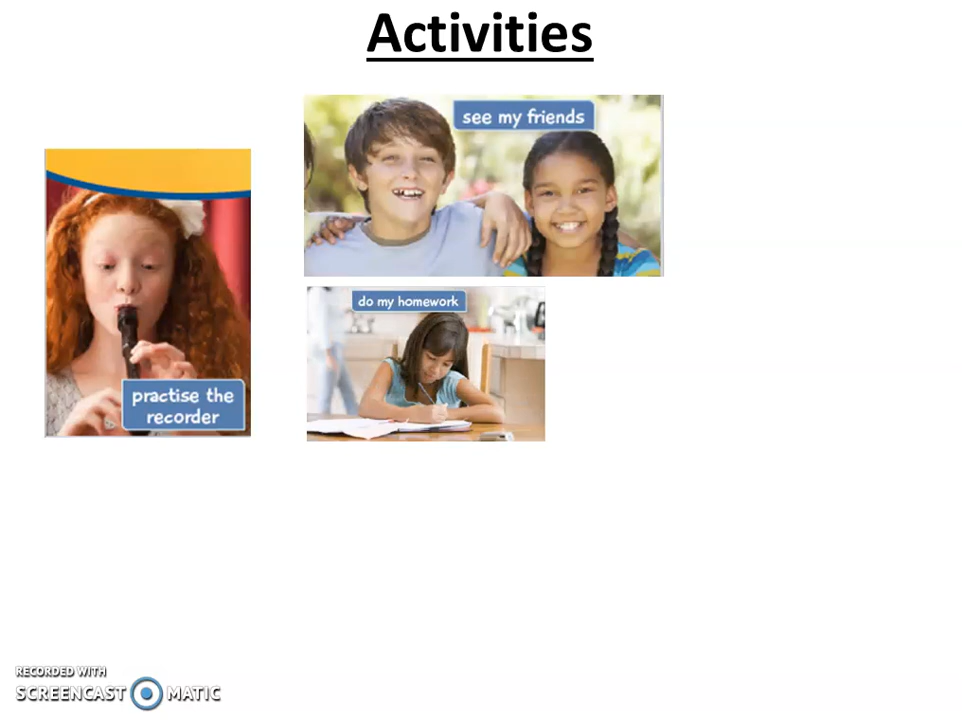 Activities
see my friends
practise the
recorder
do my homework
RECORDED WITH
SCREENCAST MATIC